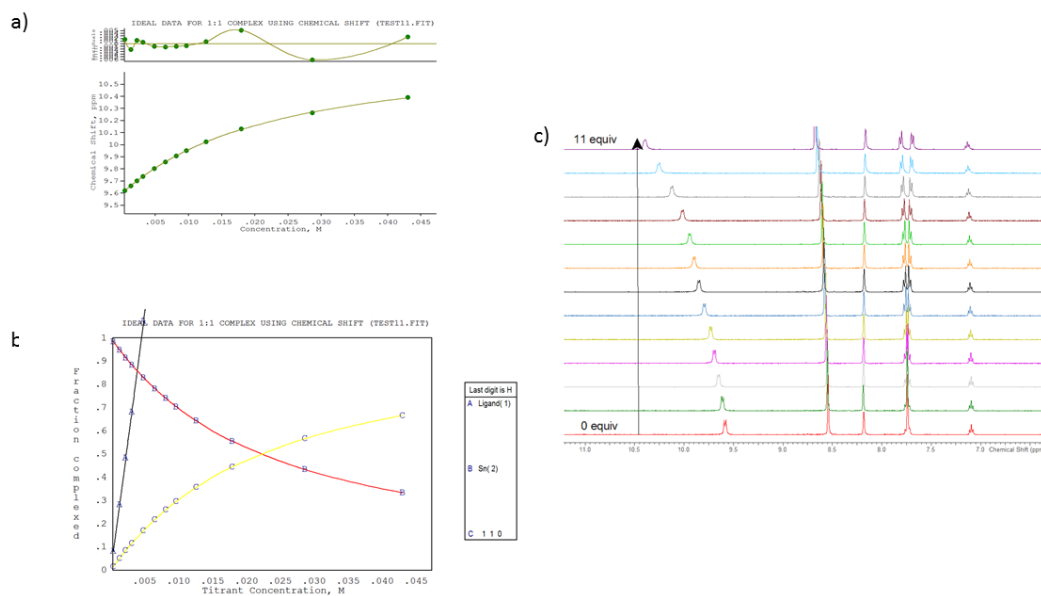 a)
IDEAL DATA FOR 1:1 COMPLEX USING CHEMICAL SHIFT (TEST11.FIT)
Chemical Shift, ppm
10.5
10.4
10.3
10.2
10.1
10
9.9
9.8
9.7
9.6
9.5
.005 .010 .015 .020 .025 .030 .035 .040 .045
Concentration, M
b
IDEAL DATA FOR 1:1 COMPLEX USING CHEMICAL SHIFT (TEST11.FIT)
Fraction complexed
1
.9
.8
.7
.6
.5
.4
.3
.2
.1
0
A A A A A
B B B B B B B B B B B B
C C C C C C C C C C C C
.005 .010 .015 .020 .025 .030 .035 .040 .045
Titrant Concentration, M
Last digit is H
A Ligand( 1)
B Sn( 2)
C 1 1 0
c)
11 equiv
0 equiv
11.0 10.5 10.0 9.5 9.0 8.5 8.0 7.5 Chemical Shift (ppm